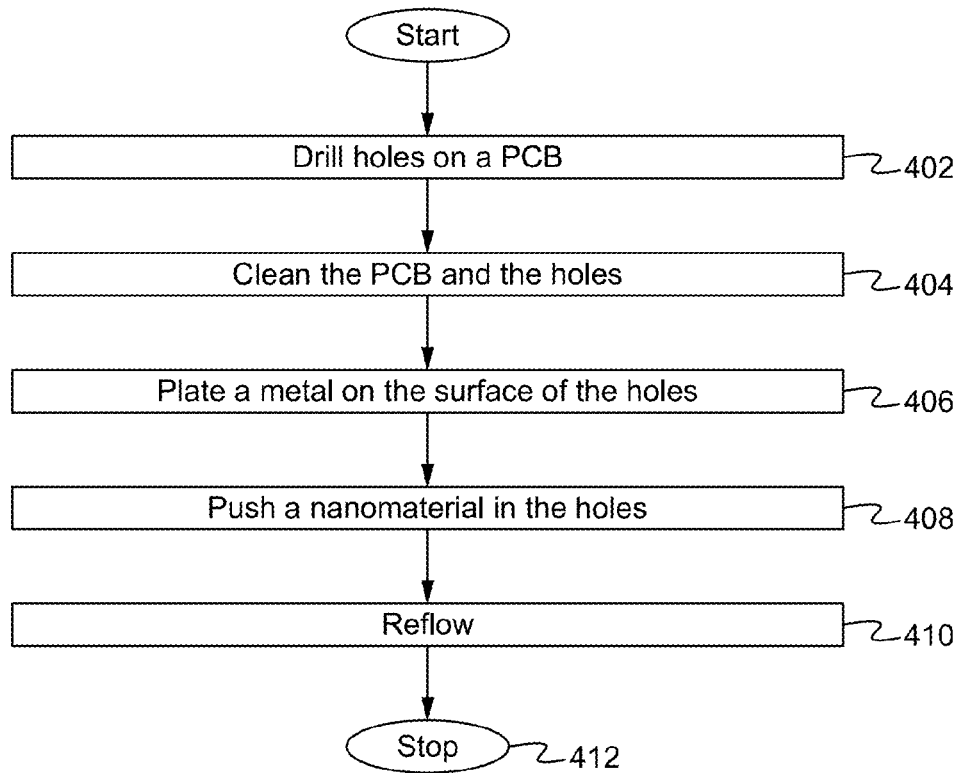 Start
Drill holes on a PCB
402
Clean the PCB and the holes
404
Plate a metal on the surface of the holes
406
Push a nanomaterial in the holes
408
Reflow
410
Stop
412